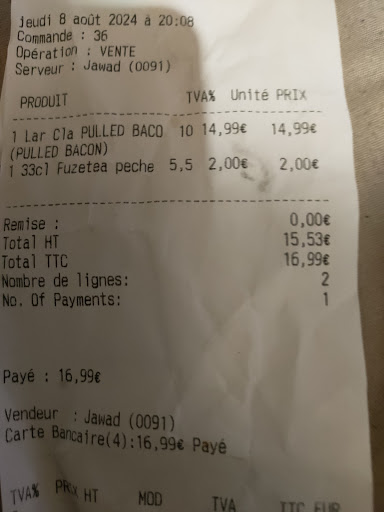 jeudi 8 août 2024 à 20:08
Commande : 36
Opération : VENTE
Serveur : Jawad (0091)
PRODUIT TVA% Unité PRIX
1 Lar Cla PULLED BACO 10 14,99€ 14,99€
(PULLED BACON)
1 33cl Fuzetea peche 5,5 2,00€ 2,00€
Remise : 0,00€
Total HT 15,53€
Total TTC 16,99€
Nombre de lignes: 2
No. Of Payments: 1
Payé : 16,99€
Vendeur : Jawad (0091)
Carte Bancaire(4):16,99€ Payé
TVA% PRX HT MOD TVA TTC EUR